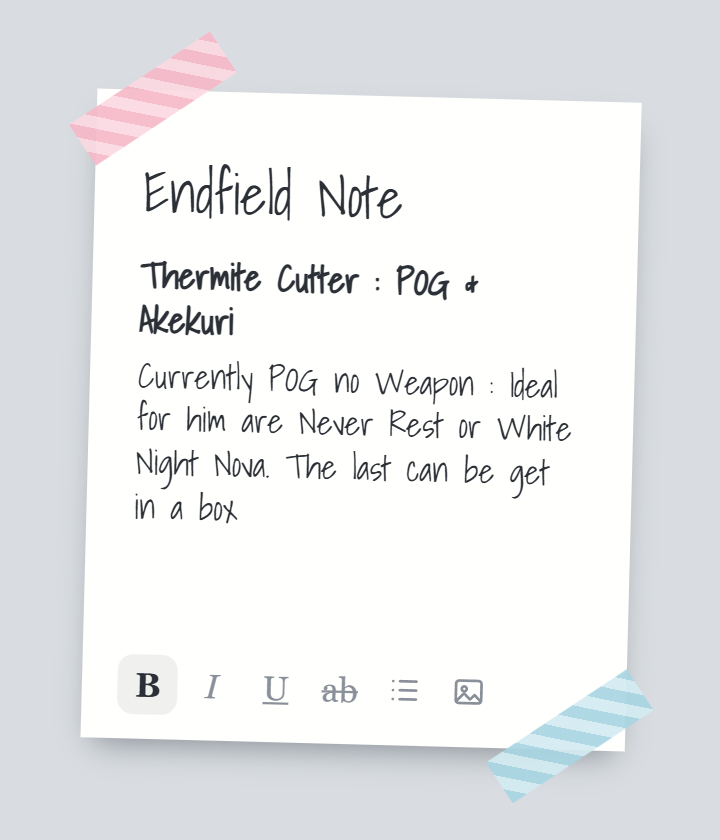 Endfield Note
Thermite Cutter : POG &
Akekuri
Currently POG no Weapon : Ideal
for him are Never Rest or White
Night Nova. The last can be get
in a box
B I U ab